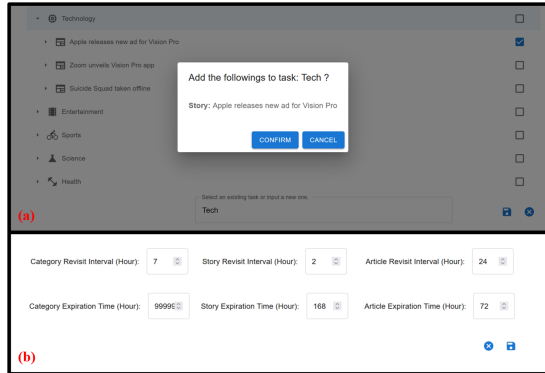 Technology
Apple releases new ad for Vision Pro
Zoom unveils Vision Pro app
Suicide Squad taken offline
Entertainment
Sports
Science
Health
Add the followings to task: Tech ?
Story: Apple releases new ad for Vision Pro
CONFIRM CANCEL
Select an existing task or input a new one.
Tech
(a)
Category Revisit Interval (Hour): 7 Story Revisit Interval (Hour): 2 Article Revisit Interval (Hour): 24
Category Expiration Time (Hour): 9999 Story Expiration Time (Hour): 168 Article Expiration Time (Hour): 72
(b)